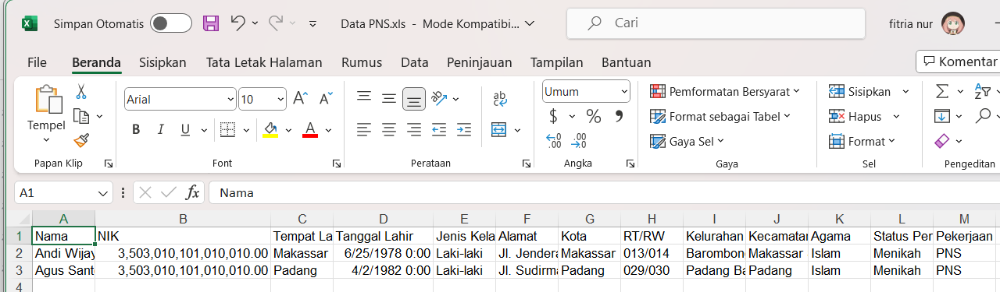 Simpan Otomatis Data PNS.xls - Mode Kompatibi... Cari fitria nur
File Beranda Sisipkan Tata Letak Halaman Rumus Data Peninjauan Tampilan Bantuan Komentar
Arial 10 ab Umum Pemformatan Bersyarat Sisipkan
Tempel B I U A $ % Format sebagai Tabel Hapus
Gaya Sel Format
Papan Klip Font Perataan Angka Gaya Sel Pengeditan
A1 fx Nama
A B C D E F G H I J K L M
1 Nama NIK Tempat La Tanggal Lahir Jenis Kela Alamat Kota RT/RW Kelurahan Kecamatan Agama Status Per Pekerjaan
2 Andi Wijay 3,503,010,101,010,010.00 Makassar 6/25/1978 0:00 Laki-laki Jl. Jendera Makassar 013/014 Barombong Makassar Islam Menikah PNS
3 Agus Sant 3,503,010,101,010,010.00 Padang 4/2/1982 0:00 Laki-laki Jl. Sudirma Padang 029/030 Padang Ba Padang Islam Menikah PNS
4